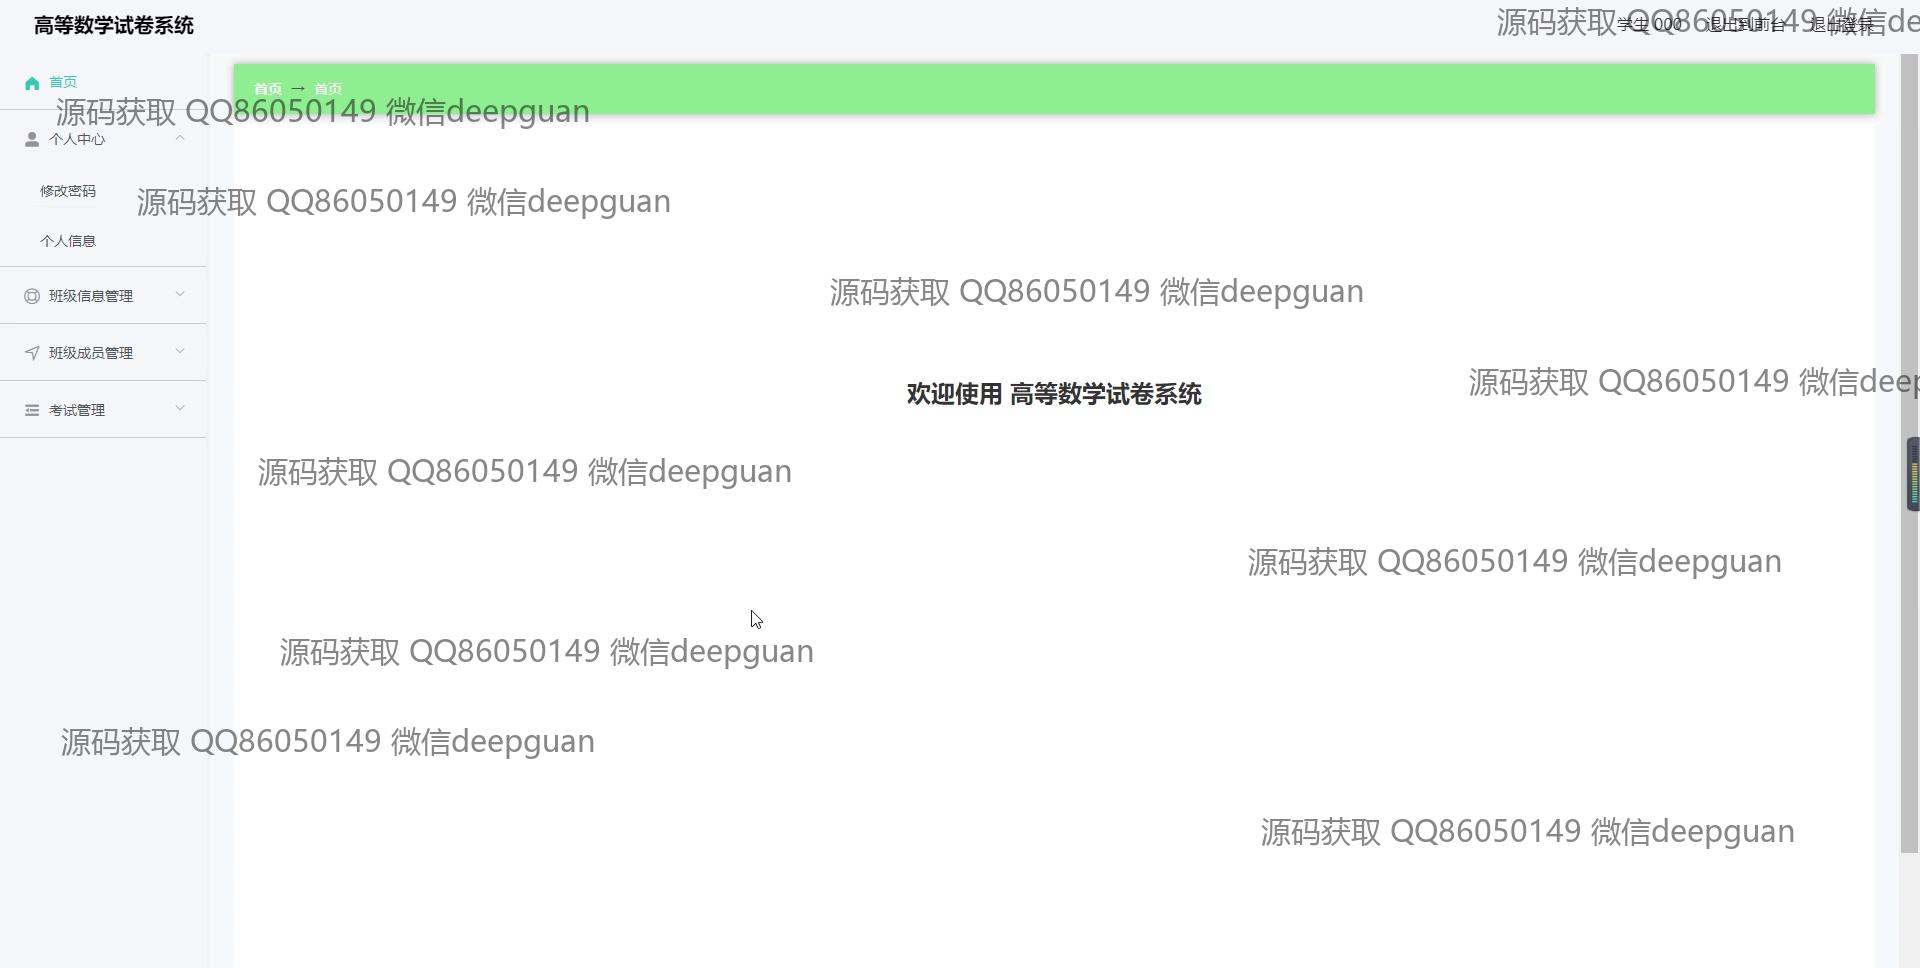 高等数学试卷系统
源码获取 QQ86050149 微信de
学生 000 退出到前台 退出登录
首页
首页 → 首页
源码获取 QQ86050149 微信deepguan
个人中心
修改密码
源码获取 QQ86050149 微信deepguan
个人信息
班级信息管理
源码获取 QQ86050149 微信deepguan
班级成员管理
源码获取 QQ86050149 微信deep
欢迎使用 高等数学试卷系统
考试管理
源码获取 QQ86050149 微信deepguan
源码获取 QQ86050149 微信deepguan
源码获取 QQ86050149 微信deepguan
源码获取 QQ86050149 微信deepguan
源码获取 QQ86050149 微信deepguan